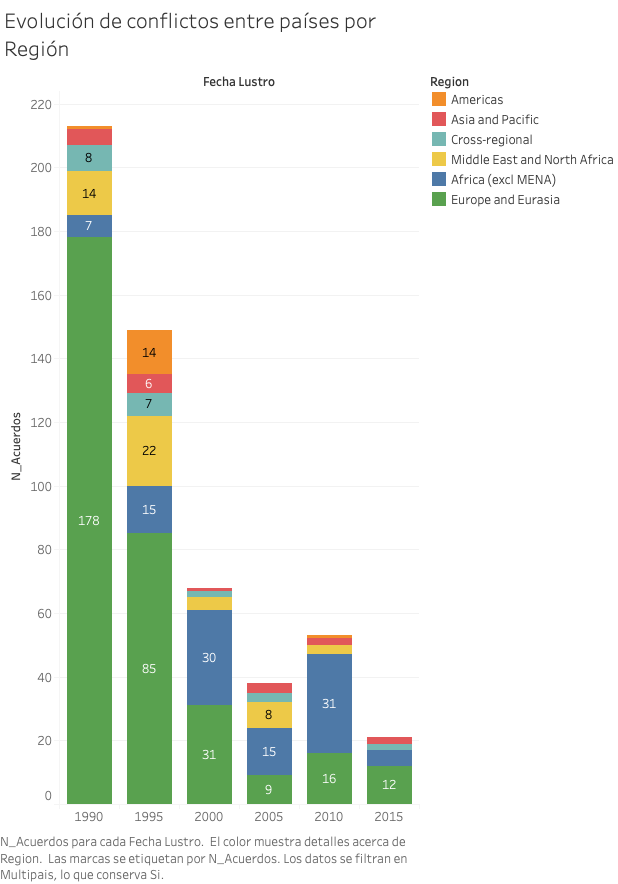 Evolución de conflictos entre países por
Región
Fecha Lustro
Region
Americas
Asia and Pacific
Cross-regional
Middle East and North Africa
Africa (excl MENA)
Europe and Eurasia
N_Acuerdos
220
200
180
160
140
120
100
80
60
40
20
0
8
14
7
178
14
6
7
22
15
85
30
31
8
15
9
31
16
12
1990
1995
2000
2005
2010
2015
N_Acuerdos para cada Fecha Lustro.  El color muestra detalles acerca de
Region.  Las marcas se etiquetan por N_Acuerdos. Los datos se filtran en
Multipais, lo que conserva Si.